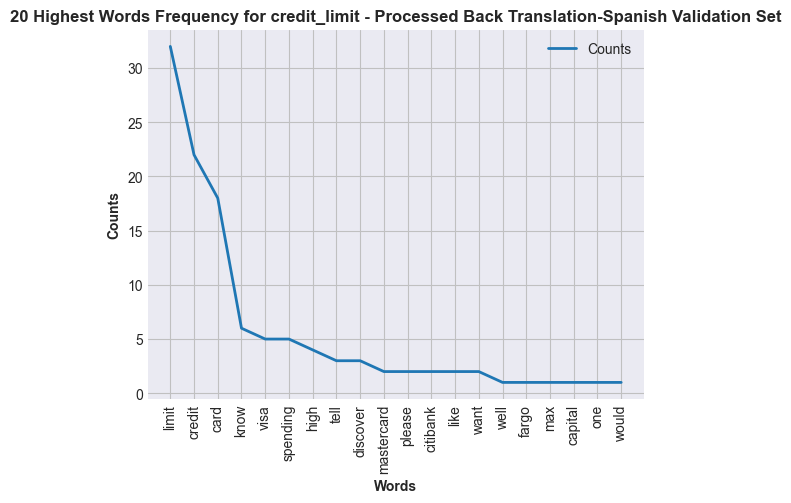 20 Highest Words Frequency for credit_limit - Processed Back Translation-Spanish Validation Set
Counts
Counts
30
25
20
15
10
5
0
limit
credit
card
know
visa
spending
high
tell
discover
mastercard
please
citibank
like
want
well
fargo
max
capital
one
would
Words